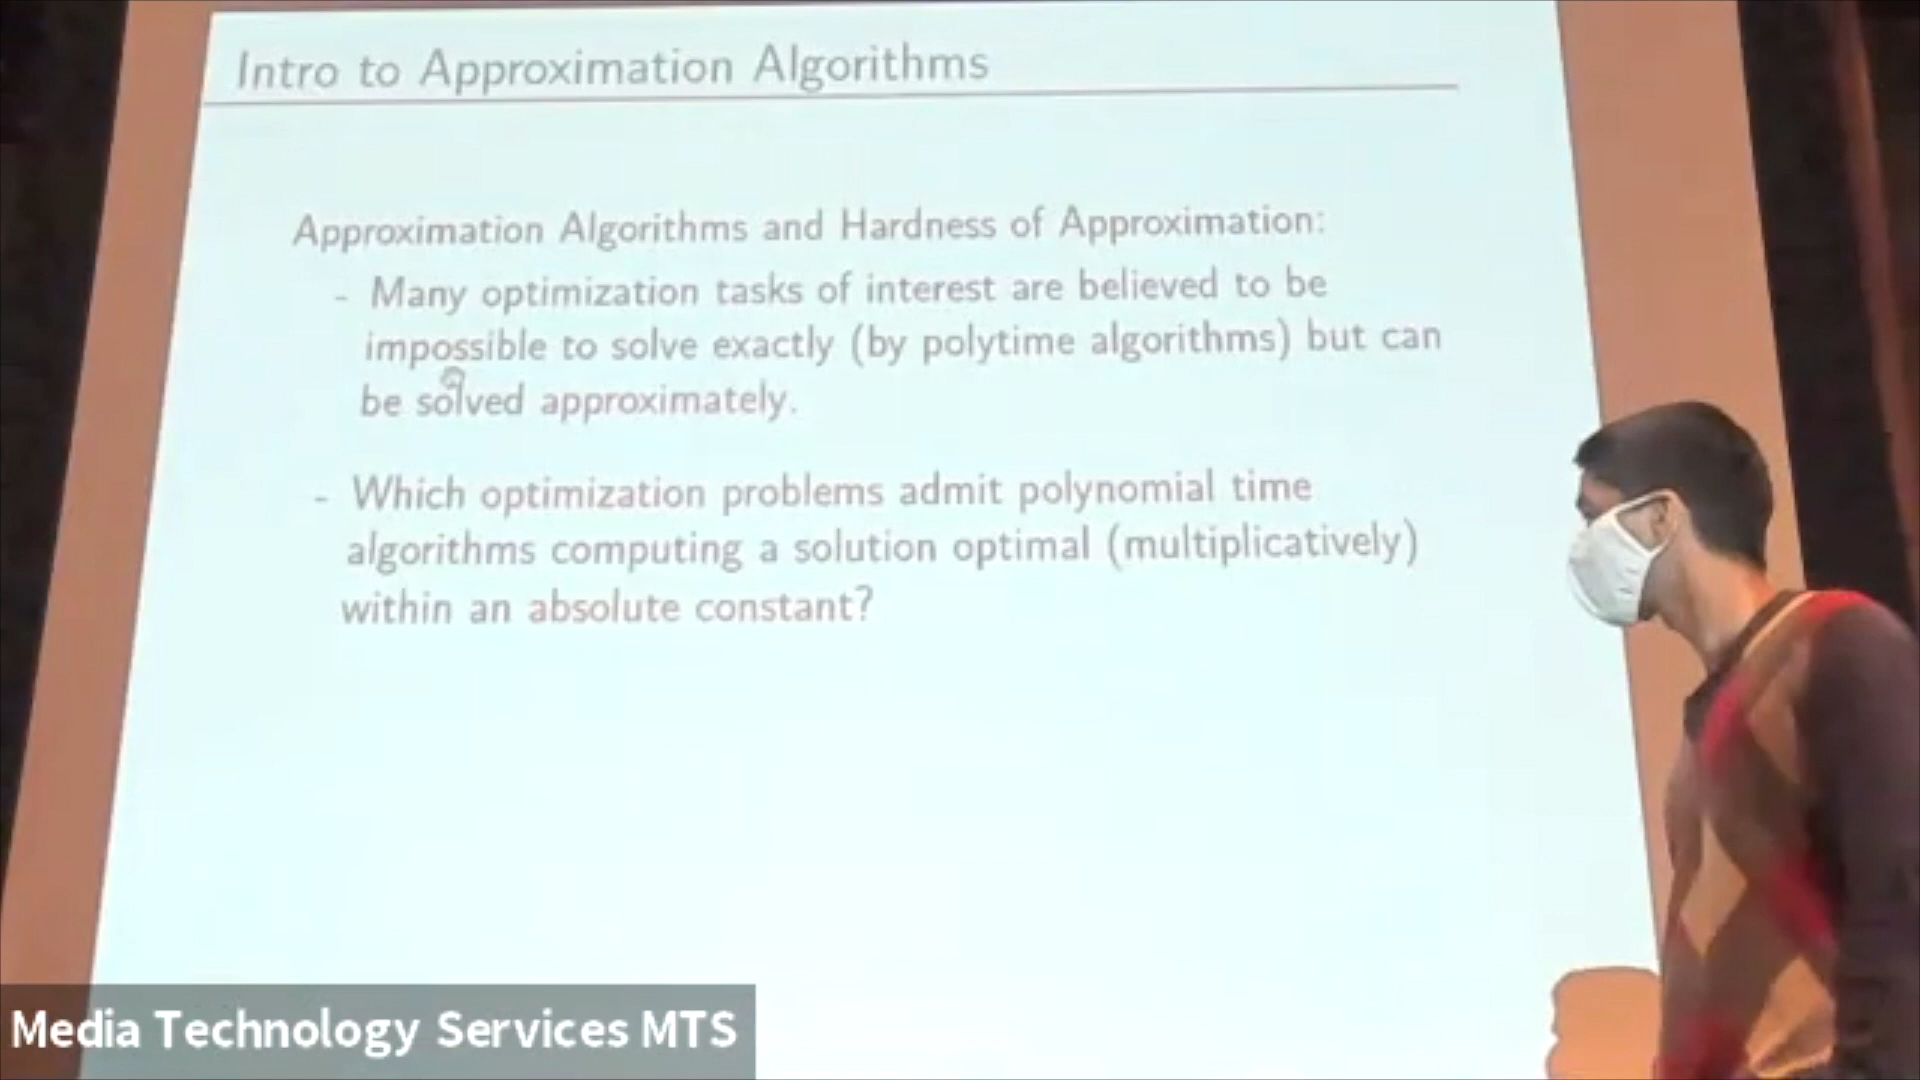 Intro to Approximation Algorithms
Approximation Algorithms and Hardness of Approximation:
- Many optimization tasks of interest are believed to be
impossible to solve exactly (by polytime algorithms) but can
be solved approximately.
- Which optimization problems admit polynomial time
algorithms computing a solution optimal (multiplicatively)
within an absolute constant?
Media Technology Services MTS